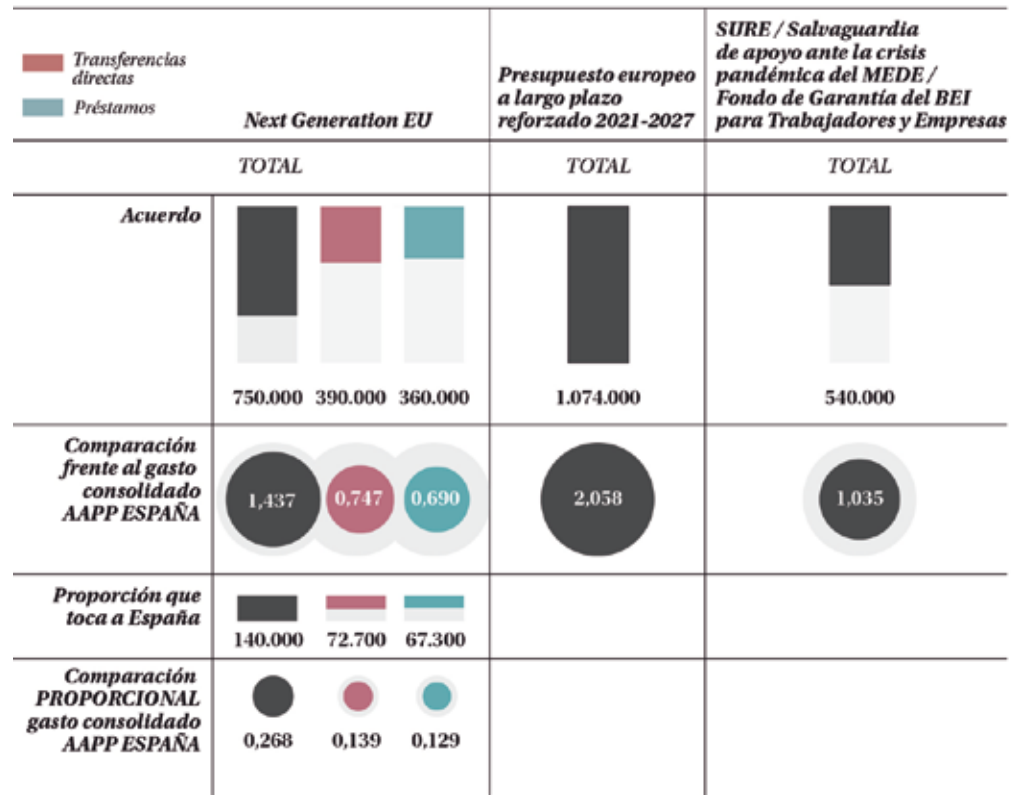 Transferencias
directas
Préstamos
Next Generation EU
Presupuesto europeo
a largo plazo
reforzado 2021-2027
SURE / Salvaguardia
de apoyo ante la crisis
pandémica del MEDE /
Fondo de Garantía del BEI
para Trabajadores y Empresas
TOTAL TOTAL TOTAL
Acuerdo
750.000 390.000 360.000 1.074.000 540.000
Comparación
frente al gasto
consolidado
AAPP ESPAÑA
1,437 0,747 0,690 2,058 1,035
Proporción que
toca a España
140.000 72.700 67.300
Comparación
PROPORCIONAL
gasto consolidado
AAPP ESPAÑA
0,268 0,139 0,129